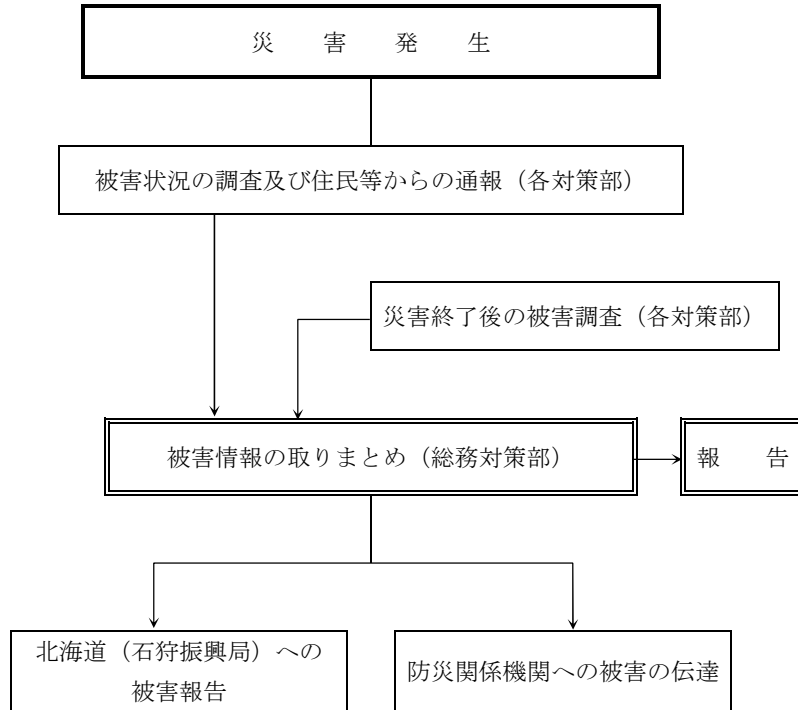 災　害　発　生
被害状況の調査及び住民等からの通報（各対策部）
災害終了後の被害調査（各対策部）
被害情報の取りまとめ（総務対策部）
報　告
北海道（石狩振興局）への
被害報告
防災関係機関への被害の伝達